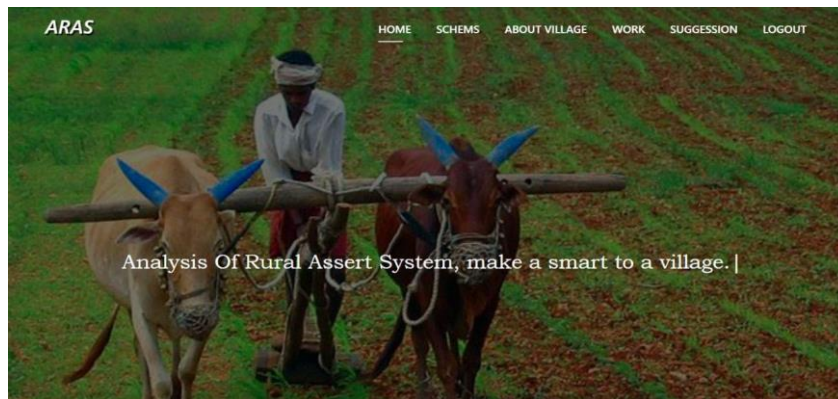 ARAS
HOME SCHEMS ABOUT VILLAGE WORK SUGGESSION LOGOUT
Analysis Of Rural Assert System, make a smart to a village.|